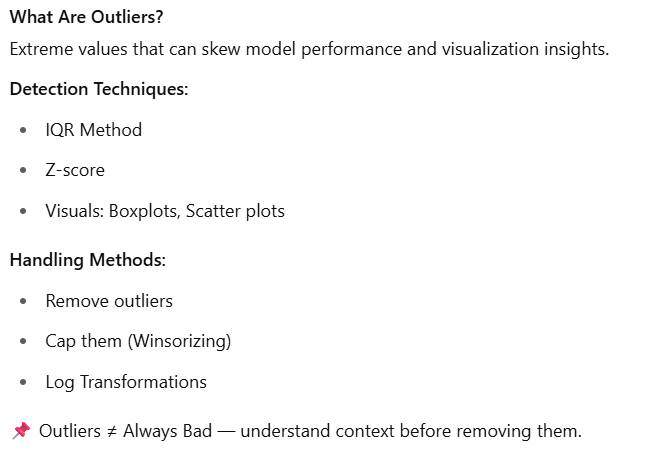 What Are Outliers?
Extreme values that can skew model performance and visualization insights.
Detection Techniques:
• IQR Method
• Z-score
• Visuals: Boxplots, Scatter plots
Handling Methods:
• Remove outliers
• Cap them (Winsorizing)
• Log Transformations
📌 Outliers ≠ Always Bad — understand context before removing them.